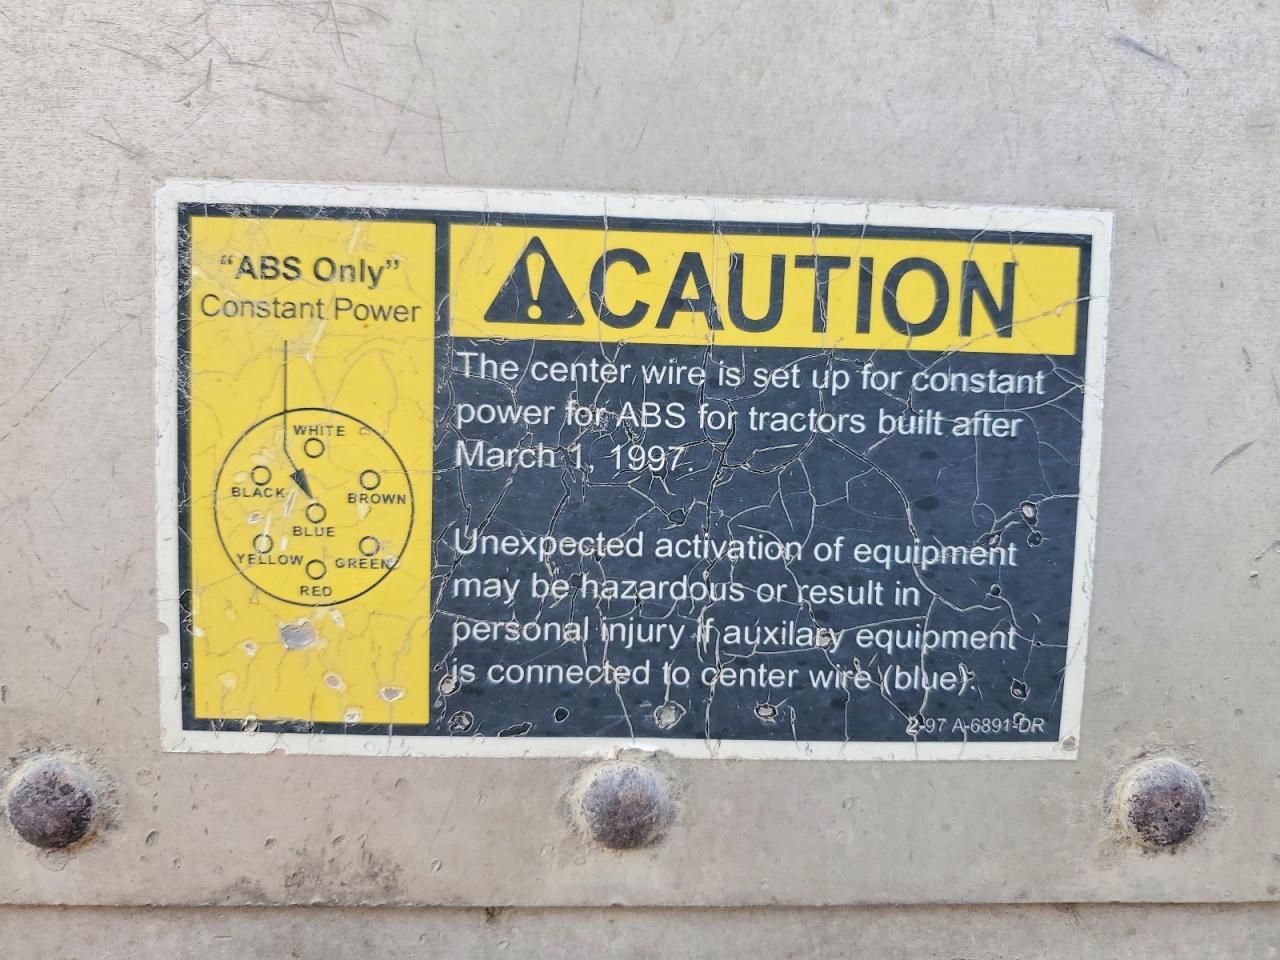 "ABS Only"
Constant Power
WHITE
BLACK
BROWN
BLUE
YELLOW
GREEN
RED
CAUTION
The center wire is set up for constant
power for ABS for tractors built after
March 1, 1997.
Unexpected activation of equipment
may be hazardous or result in
personal injury if auxilary equipment
is connected to center wire (blue).
2-97 A-6891-DR